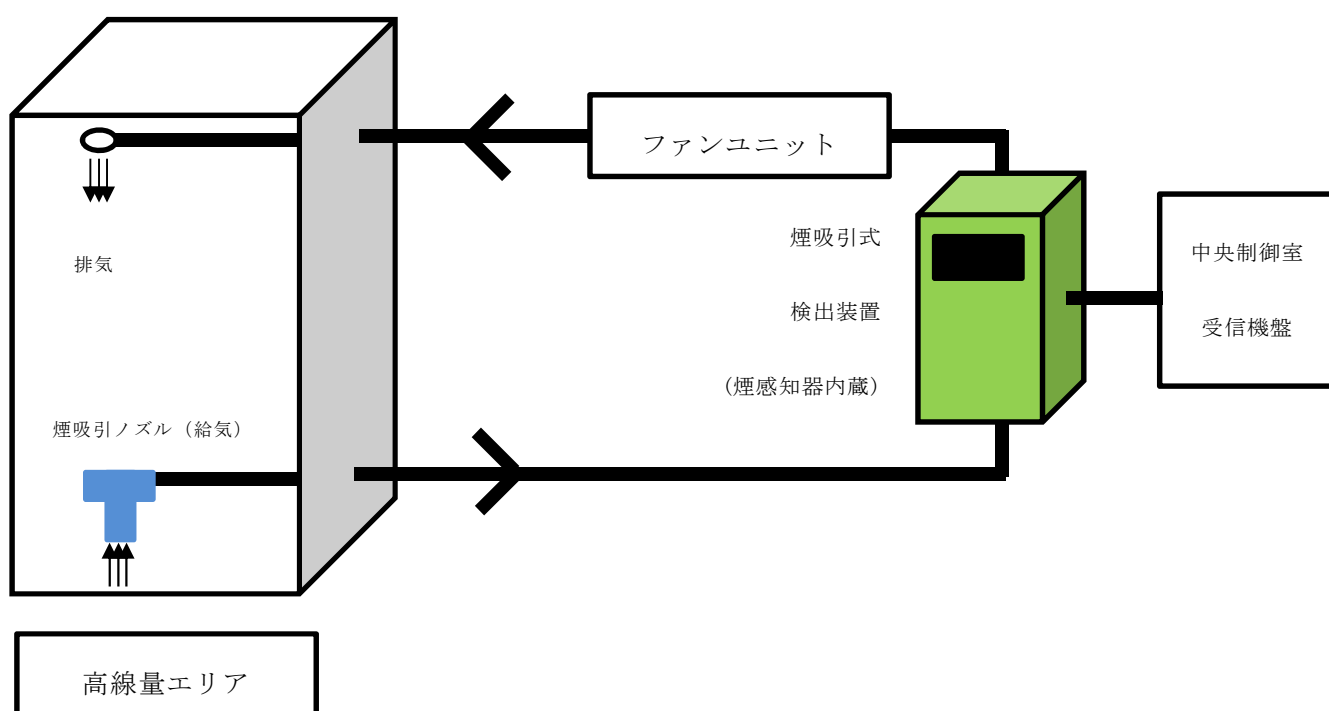 ファンユニット
排気
煙吸引式
検出装置
(煙感知器内蔵)
中央制御室
受信機盤
煙吸引ノズル (給気)
高線量エリア